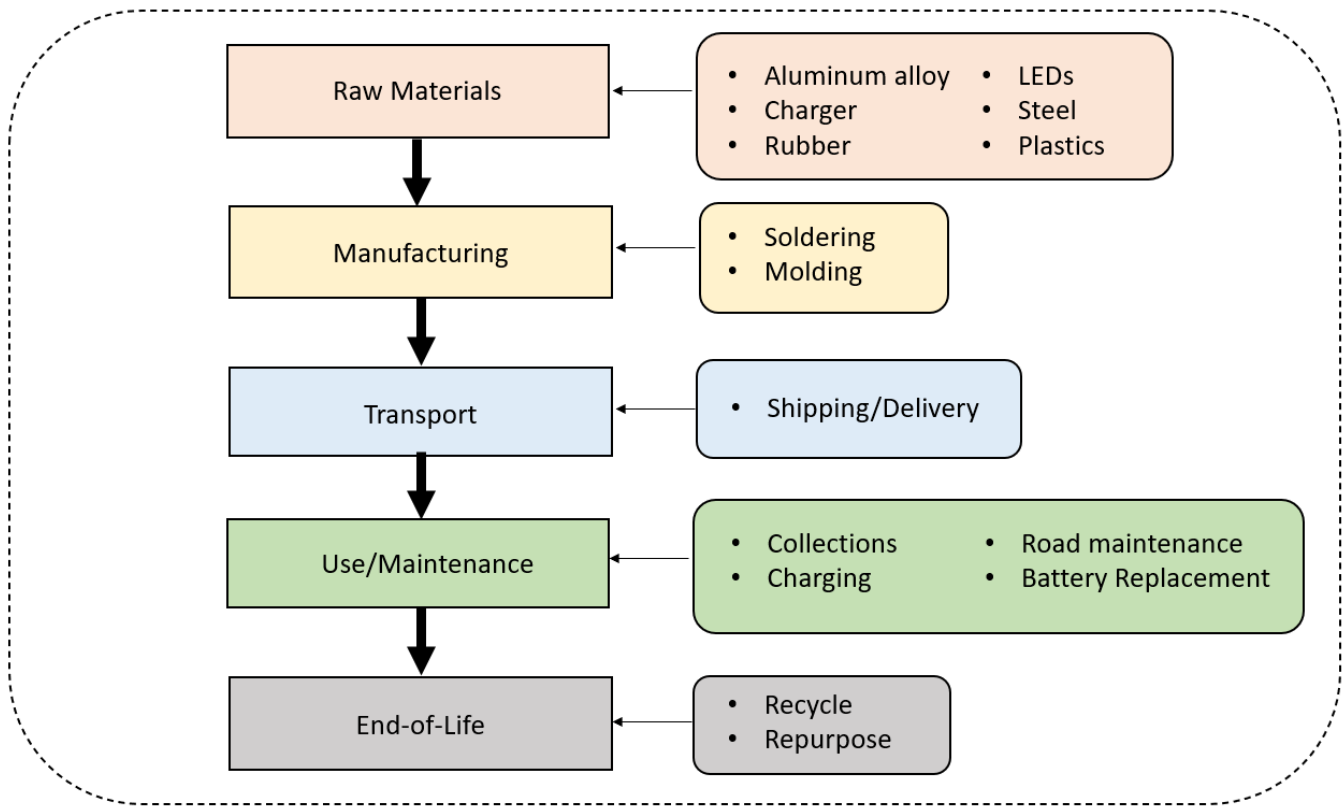 Raw Materials
• Aluminum alloy • LEDs
• Charger • Steel
• Rubber • Plastics
Manufacturing
• Soldering
• Molding
Transport
• Shipping/Delivery
Use/Maintenance
• Collections • Road maintenance
• Charging • Battery Replacement
End-of-Life
• Recycle
• Repurpose